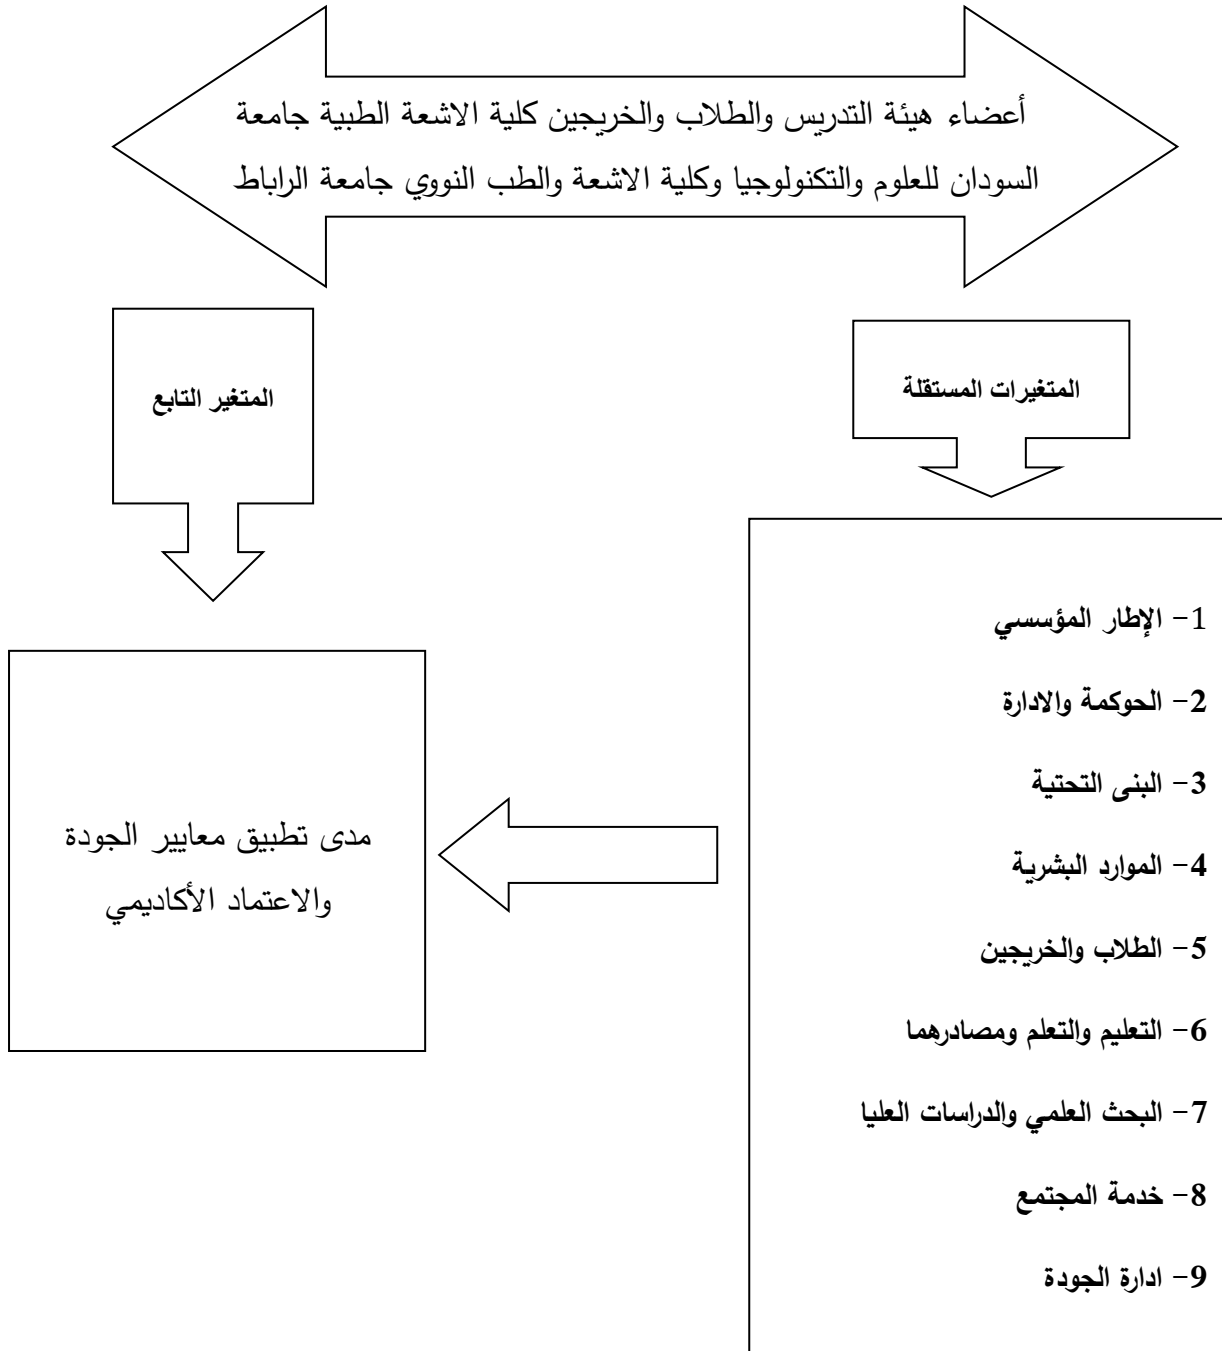 أعضاء هيئة التدريس والطلاب والخريجين كلية الاشعة الطبية جامعة
السودان للعلوم والتكنولوجيا وكلية الاشعة والطب النووي جامعة الراباط
المتغيرات المستقلة
المتغير التابع
1- الإطار المؤسسي
2- الحوكمة والادارة
3- البنى التحتية
4- الموارد البشرية
5- الطلاب والخريجين
6- التعليم والتعلم ومصادرهما
7- البحث العلمي والدراسات العليا
8- خدمة المجتمع
9- ادارة الجودة
مدى تطبيق معايير الجودة
والاعتماد الأكاديمي